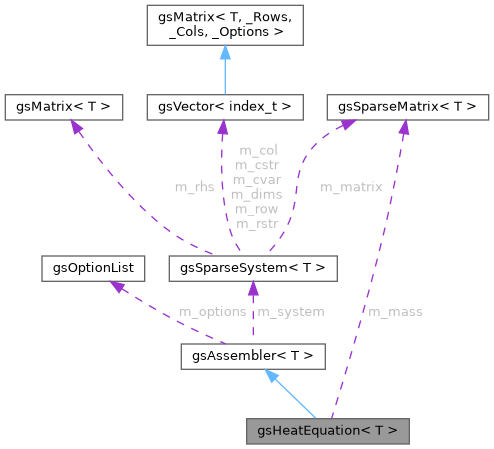 gsMatrix< T, _Rows,
_Cols, _Options >
gsMatrix< T >
gsVector< index_t >
gsSparseMatrix< T >
m_col
m_cstr
m_cvar
m_dims
m_row
m_rstr
m_rhs
m_matrix
gsOptionList
gsSparseSystem< T >
m_options
m_system
m_mass
gsAssembler< T >
gsHeatEquation< T >